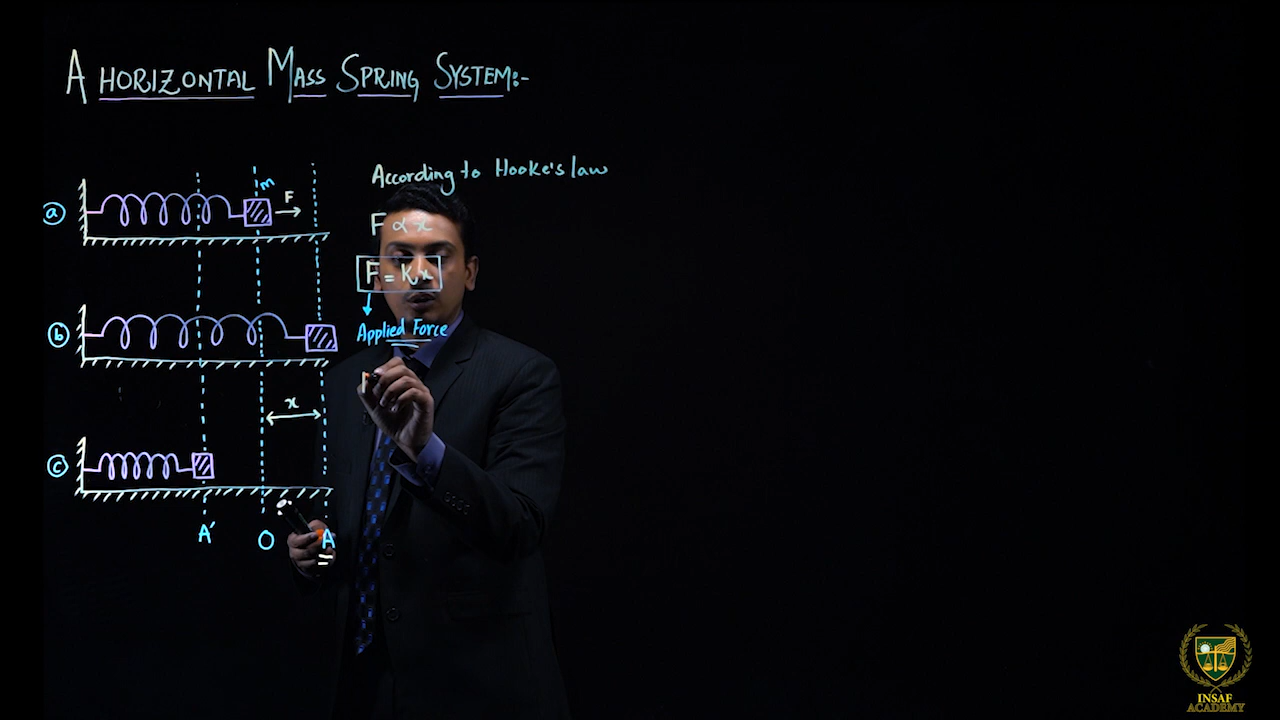 A HORIZONTAL MASS SPRING SYSTEM:-
According to Hooke's law
a
m
F
F ∝ x
F = Kx
b
Applied Force
x
c
A'
O
A
INSAF
ACADEMY